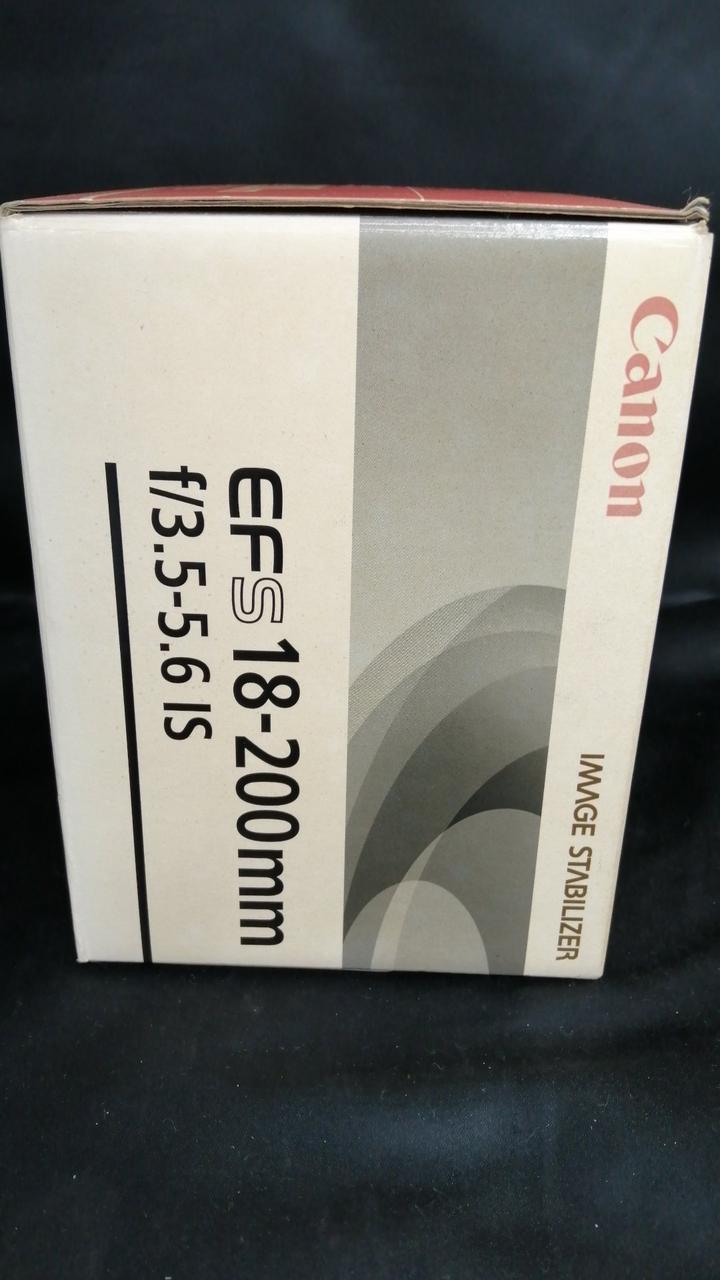 Canon
IMAGE STABILIZER
EFS 18-200mm
f/3.5-5.6 IS